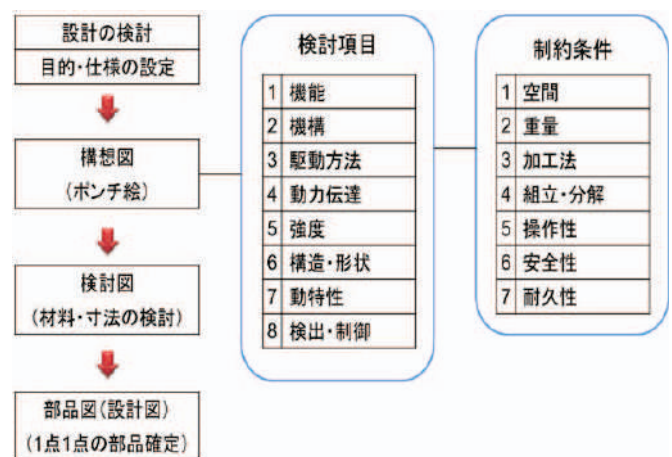 設計の検討
目的・仕様の設定
構想図
(ポンチ絵)
検討図
(材料・寸法の検討)
部品図(設計図)
(1点1点の部品確定)
検討項目
1 機能
2 機構
3 駆動方法
4 動力伝達
5 強度
6 構造・形状
7 動特性
8 検出・制御
制約条件
1 空間
2 重量
3 加工法
4 組立・分解
5 操作性
6 安全性
7 耐久性